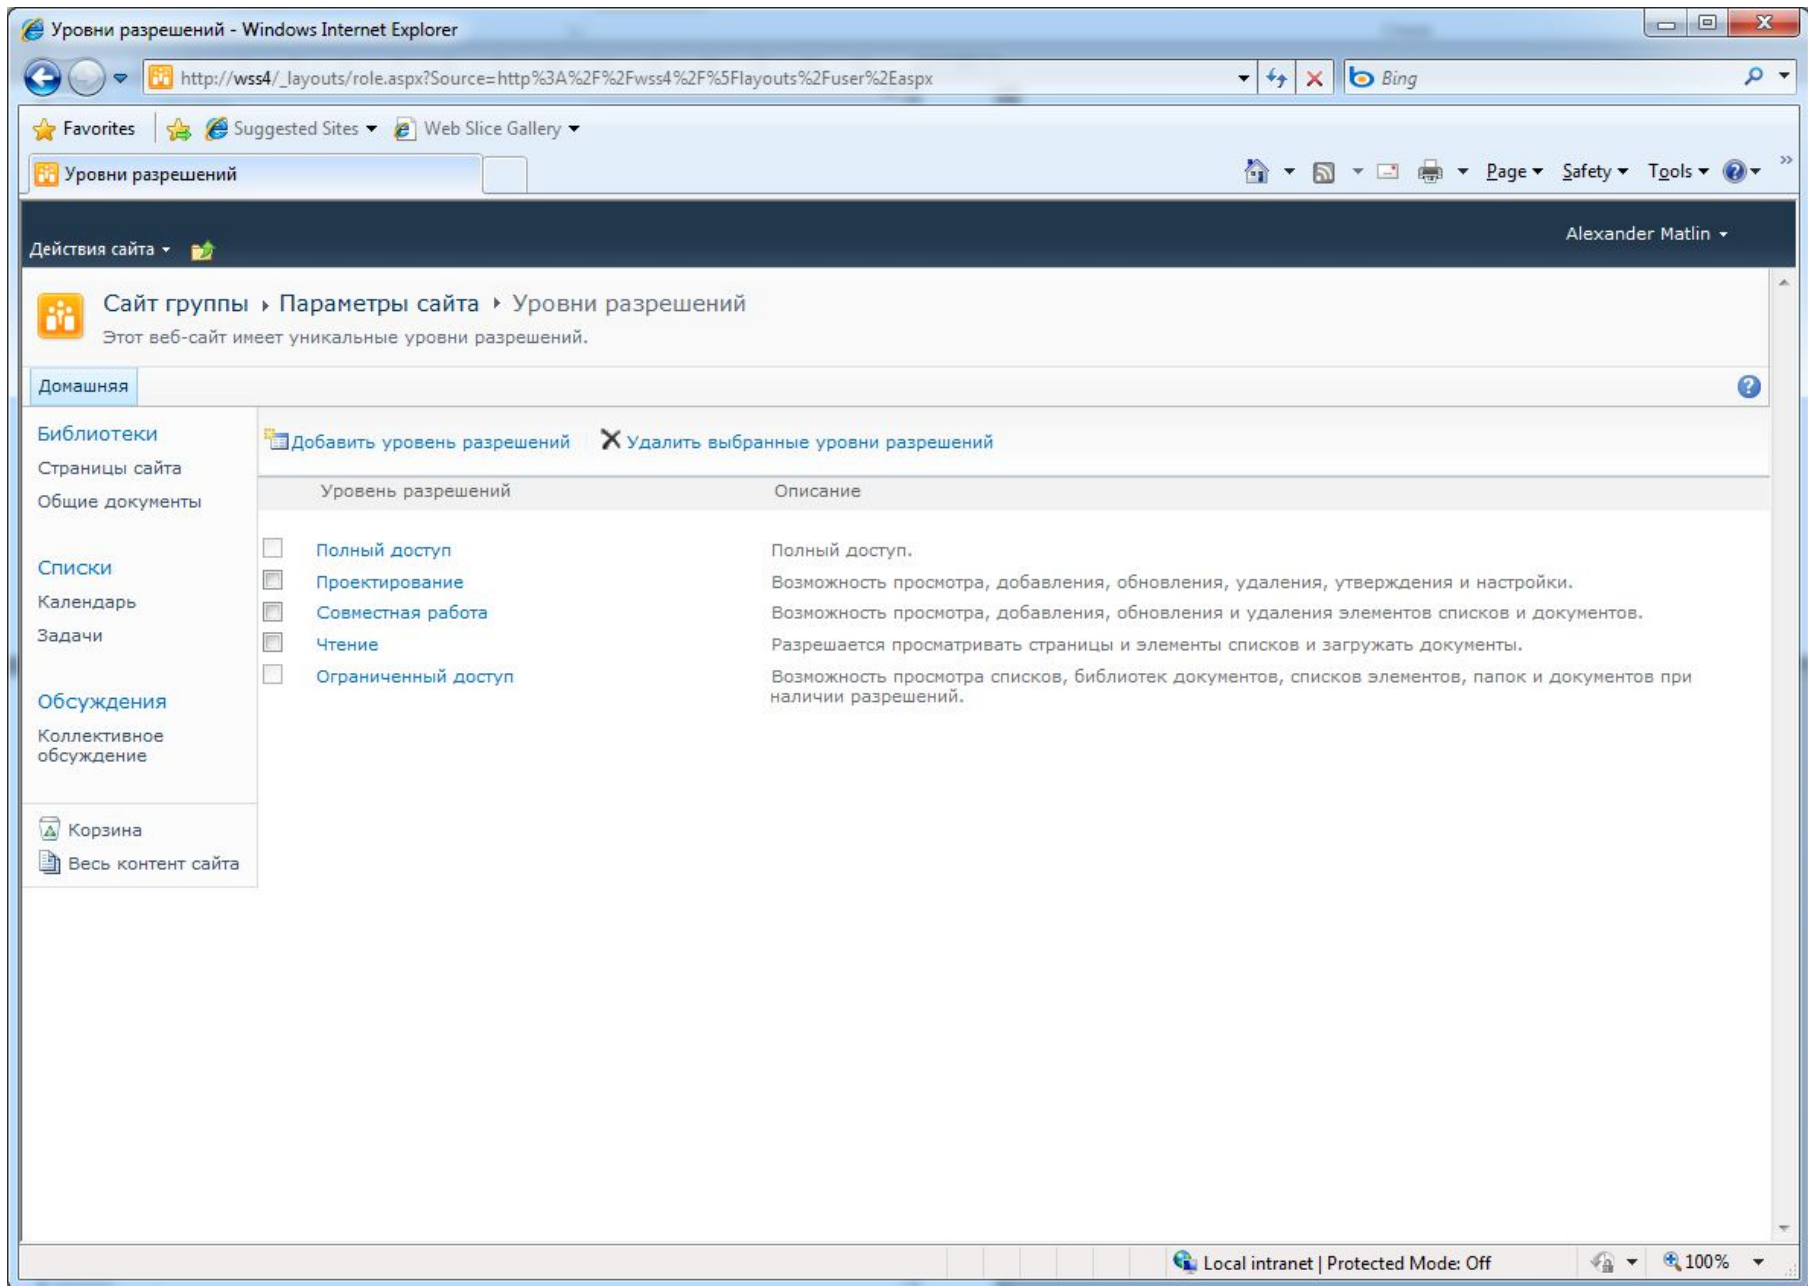 Уровни разрешений - Windows Internet Explorer
http://wss4/_layouts/role.aspx?Source=http%3A%2F%2Fwss4%2F%5Flayouts%2Fuser%2Easpx
Bing
Favorites
Suggested Sites
Web Slice Gallery
Уровни разрешений
Page
Safety
Tools
Alexander Matlin
Действия сайта
Сайт группы
Параметры сайта
Уровни разрешений
Этот веб-сайт имеет уникальные уровни разрешений.
Домашняя
Библиотеки
Страницы сайта
Общие документы
Списки
Календарь
Задачи
Обсуждения
Коллективное
обсуждение
Корзина
Весь контент сайта
Добавить уровень разрешений
Удалить выбранные уровни разрешений
Уровень разрешений
Описание
Полный доступ
Полный доступ.
Проектирование
Возможность просмотра, добавления, обновления, удаления, утверждения и настройки.
Совместная работа
Возможность просмотра, добавления, обновления и удаления элементов списков и документов.
Чтение
Разрешается просматривать страницы и элементы списков и загружать документы.
Ограниченный доступ
Возможность просмотра списков, библиотек документов, списков элементов, папок и документов при
наличии разрешений.
Local intranet | Protected Mode: Off
100%